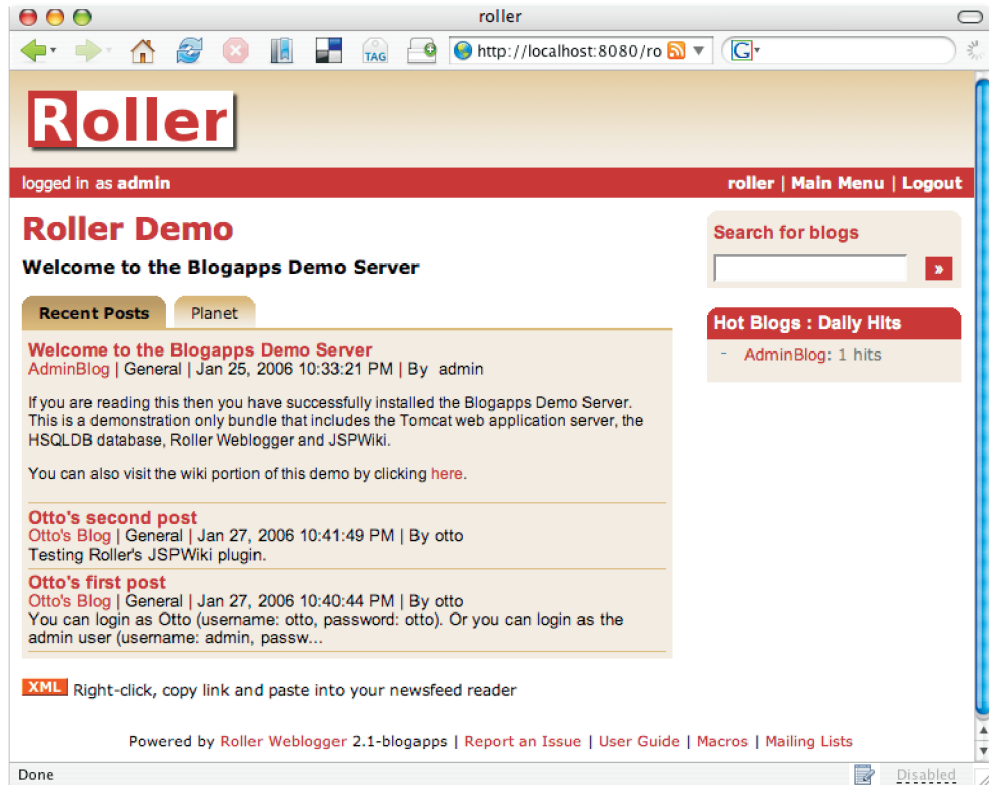 roller
TAG
http://localhost:8080/ro
G
Roller
logged in as admin
roller | Main Menu | Logout
Roller Demo
Welcome to the Blogapps Demo Server
Recent Posts
Planet
Welcome to the Blogapps Demo Server
AdminBlog | General | Jan 25, 2006 10:33:21 PM | By admin
If you are reading this then you have successfully installed the Blogapps Demo Server.
This is a demonstration only bundle that includes the Tomcat web application server, the
HSQLDB database, Roller Weblogger and JSPWiki.
You can also visit the wiki portion of this demo by clicking here.
Otto's second post
Otto's Blog | General | Jan 27, 2006 10:41:49 PM | By otto
Testing Roller's JSPWiki plugin.
Otto's first post
Otto's Blog | General | Jan 27, 2006 10:40:44 PM | By otto
You can login as Otto (username: otto, password: otto). Or you can login as the
admin user (username: admin, passw...
Search for blogs
»
Hot Blogs : Daily Hits
- AdminBlog: 1 hits
XML Right-click, copy link and paste into your newsfeed reader
Powered by Roller Weblogger 2.1-blogapps | Report an Issue | User Guide | Macros | Mailing Lists
Done
Disabled